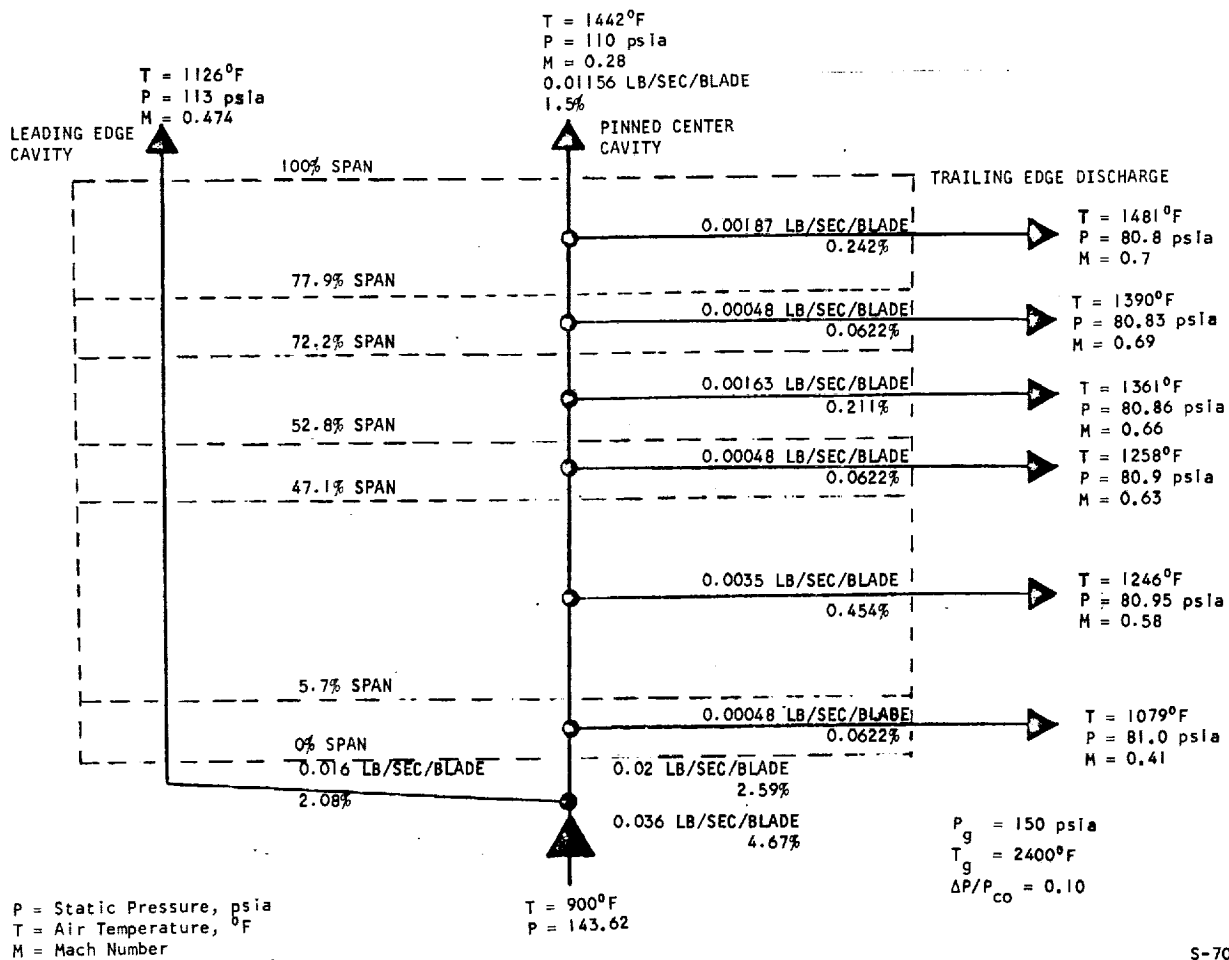 T = 1442°F
P = 110 psia
M = 0.28
0.01156 LB/SEC/BLADE
1.5%
T = 1126°F
P = 113 psia
M = 0.474
LEADING EDGE
CAVITY
PINNED CENTER
CAVITY
100% SPAN
TRAILING EDGE DISCHARGE
0.00187 LB/SEC/BLADE
0.242%
T = 1481°F
P = 80.8 psia
M = 0.7
77.9% SPAN
0.00048 LB/SEC/BLADE
0.0622%
T = 1390°F
P = 80.83 psia
M = 0.69
72.2% SPAN
0.00163 LB/SEC/BLADE
0.211%
T = 1361°F
P = 80.86 psia
M = 0.66
52.8% SPAN
0.00048 LB/SEC/BLADE
0.0622%
T = 1258°F
P = 80.9 psia
M = 0.63
47.1% SPAN
0.0035 LB/SEC/BLADE
0.454%
T = 1246°F
P = 80.95 psia
M = 0.58
5.7% SPAN
0.00048 LB/SEC/BLADE
0.0622%
T = 1079°F
P = 81.0 psia
M = 0.41
0% SPAN
0.016 LB/SEC/BLADE
2.08%
0.02 LB/SEC/BLADE
2.59%
0.036 LB/SEC/BLADE
4.67%
Pg = 150 psia
Tg = 2400°F
ΔP/Pco = 0.10
T = 900°F
P = 143.62
P = Static Pressure, psia
T = Air Temperature, °F
M = Mach Number
S-70